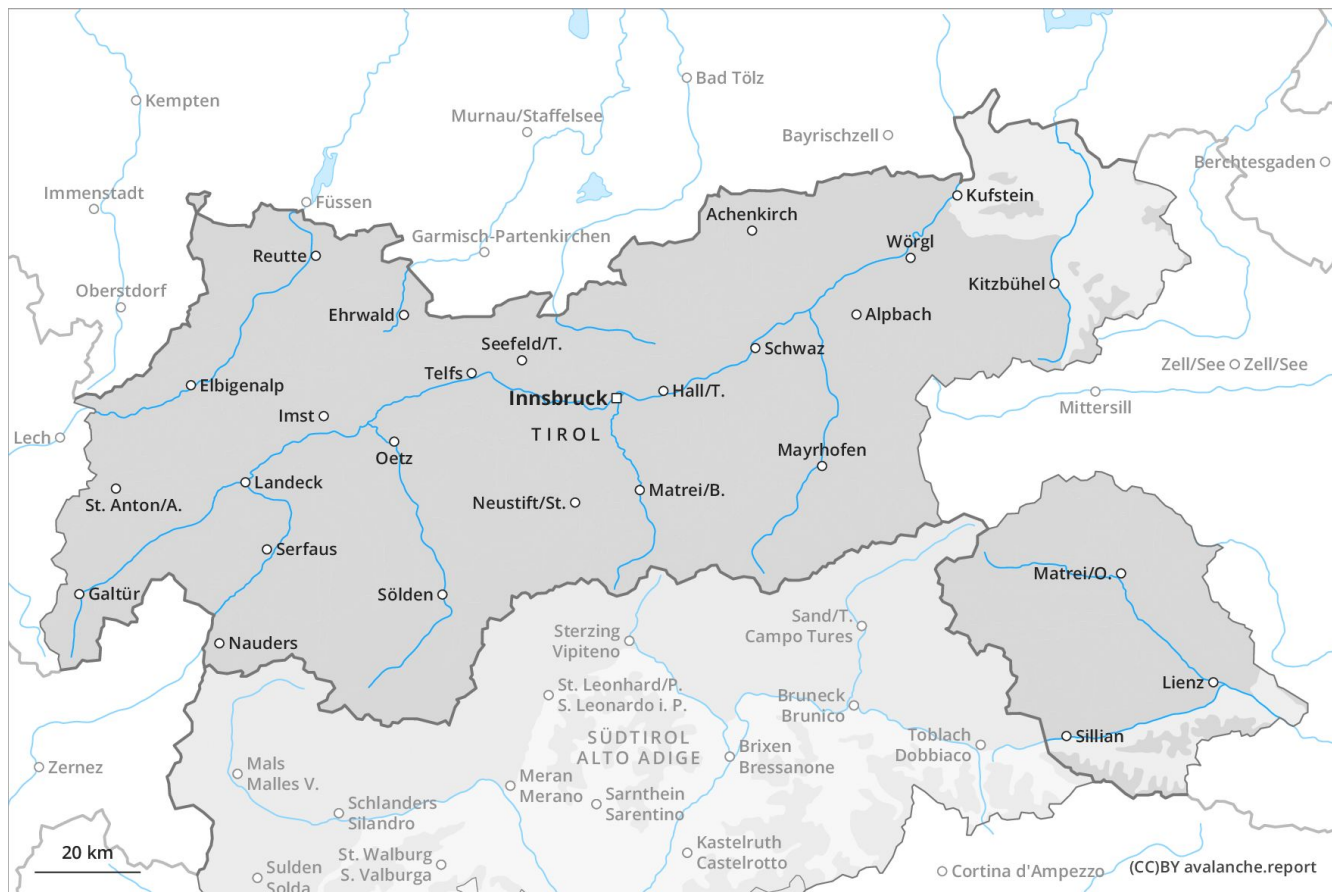 Bad Tölz
Kempten
Murnau/Staffelsee
Bayrischzell
Berchtesgaden
Immenstadt
Füssen
Kufstein
Achenkirch
Garmisch-Partenkirchen
Wörgl
Reutte
Oberstdorf
Kitzbühel
Ehrwald
Alpbach
Seefeld/T.
Schwaz
Zell/See
Zell/See
Telfs
Elbigenalp
Hall/T.
Innsbruck
Mittersill
Imst
TIROL
Lech
Oetz
Mayrhofen
Landeck
Matrei/B.
St. Anton/A.
Neustift/St.
Serfaus
Matrei/O.
Galtür
Sölden
Sand/T.
Campo Tures
Sterzing
Vipiteno
Nauders
Lienz
St. Leonhard/P.
S. Leonardo i. P.
Bruneck
Brunico
SÜDTIROL
ALTO ADIGE
Toblach
Dobbiaco
Sillian
Brixen
Bressanone
Zernez
Mals
Malles V.
Meran
Merano
Sarnthein
Sarentino
Schlanders
Silandro
20 km
St. Walburg
S. Valburga
Kastelruth
Castelrotto
Sulden
Solda
Cortina d'Ampezzo
(CC)BY avalanche.report